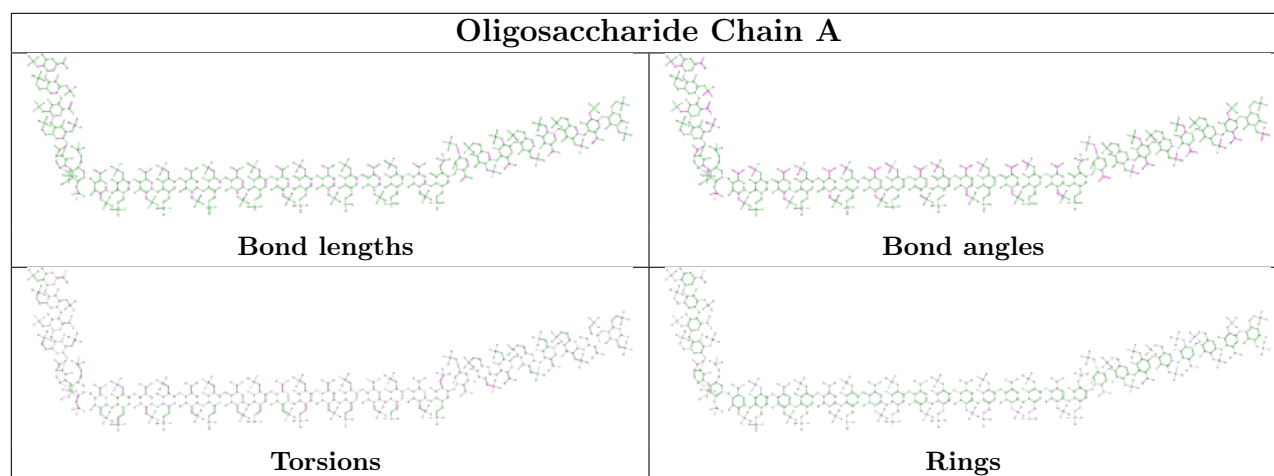 Oligosaccharide Chain A
Bond lengths
Bond angles
Torsions
Rings